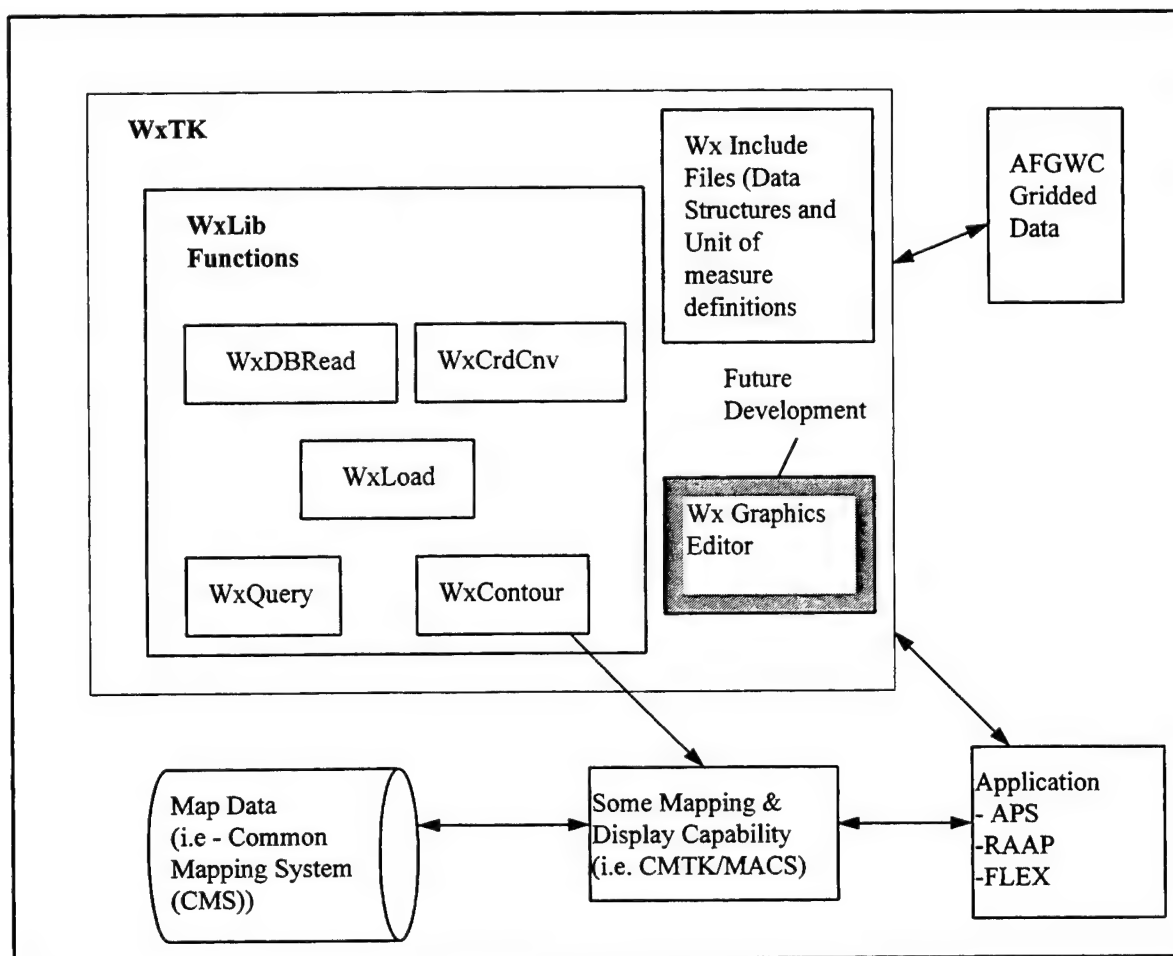 WxTK
WxLib
Functions
WxDBRead
WxCrdCnv
WxLoad
WxQuery
WxContour
Wx Include
Files (Data
Structures and
Unit of
measure
definitions
Future
Development
Wx Graphics
Editor
AFGWC
Gridded
Data
Map Data
(i.e - Common
Mapping System
(CMS))
Some Mapping &
Display Capability
(i.e. CMTK/MACS)
Application
- APS
-RAAP
-FLEX